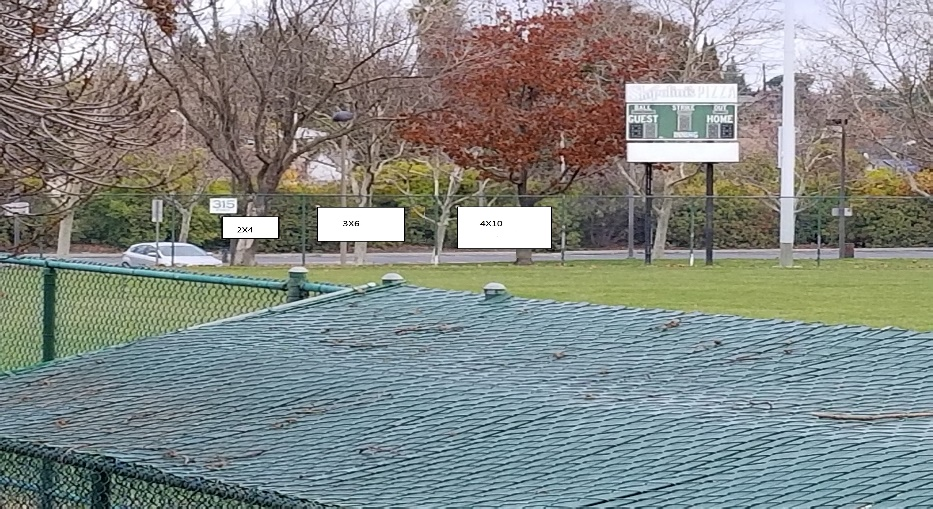 PIZZA
BALL STRIKE OUT
GUEST HOME
INNING
315
2X4
3X6
4X10